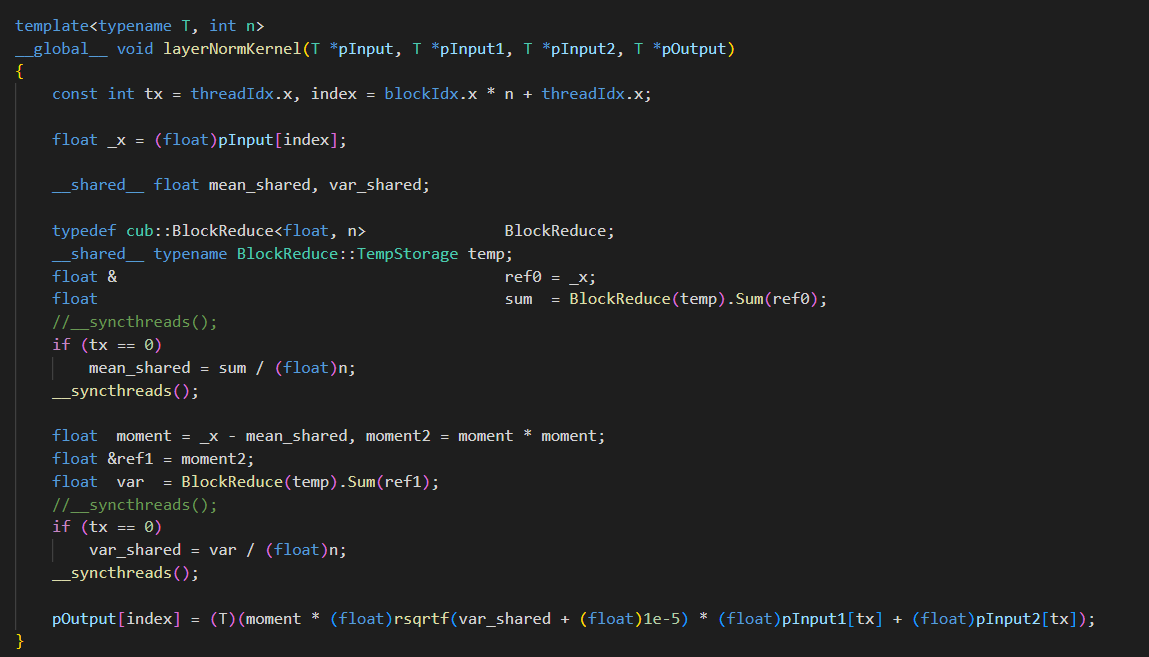 template<typename T, int n>
__global__ void layerNormKernel(T *pInput, T *pInput1, T *pInput2, T *pOutput)
{
    const int tx = threadIdx.x, index = blockIdx.x * n + threadIdx.x;
    float _x = (float)pInput[index];
    __shared__ float mean_shared, var_shared;
    typedef cub::BlockReduce<float, n>               BlockReduce;
    __shared__ typename BlockReduce::TempStorage temp;
    float &                                          ref0 = _x;
    float                                            sum  = BlockReduce(temp).Sum(ref0);
    //__syncthreads();
    if (tx == 0)
        mean_shared = sum / (float)n;
    __syncthreads();
    float  moment = _x - mean_shared, moment2 = moment * moment;
    float &ref1 = moment2;
    float  var  = BlockReduce(temp).Sum(ref1);
    //__syncthreads();
    if (tx == 0)
        var_shared = var / (float)n;
    __syncthreads();
    pOutput[index] = (T)(moment * (float)rsqrtf(var_shared + (float)1e-5) * (float)pInput1[tx] + (float)pInput2[tx]);
}